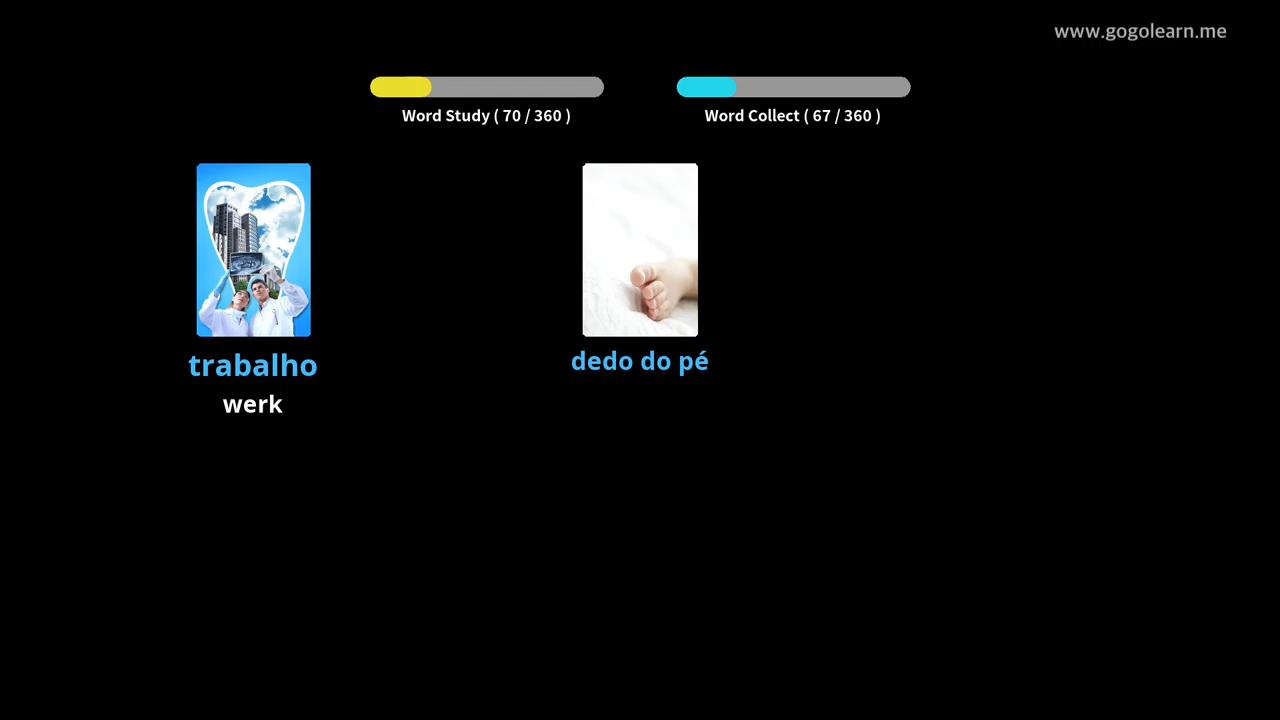 www.gogolearn.me
Word Study ( 70 / 360 )
Word Collect ( 67 / 360 )
trabalho
werk
dedo do pé